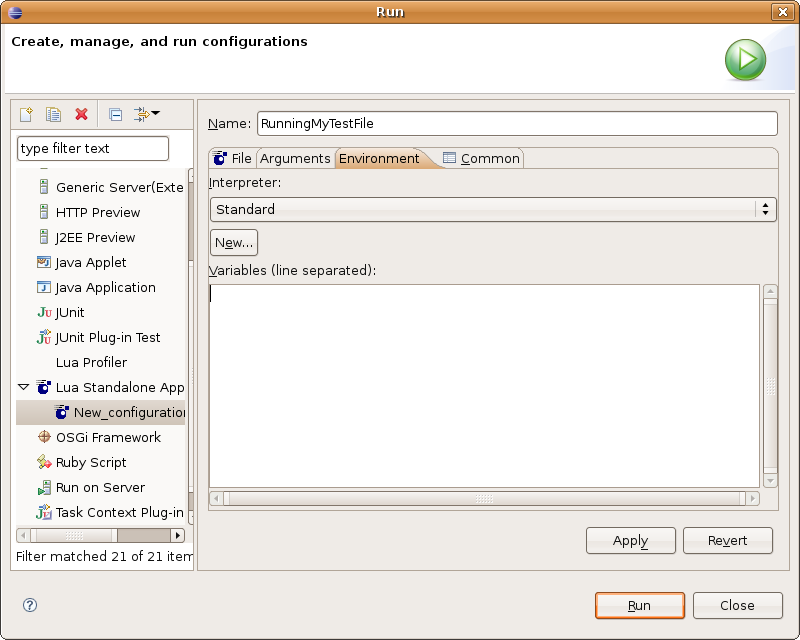 Run
Create, manage, and run configurations
type filter text
Generic Server(Exte
HTTP Preview
J2EE Preview
Java Applet
Java Application
JUnit
JUnit Plug-in Test
Lua Profiler
Lua Standalone App
New_configuration
OSGi Framework
Ruby Script
Run on Server
Task Context Plug-in
Filter matched 21 of 21 item
Name: RunningMyTestFile
File Arguments Environment Common
Interpreter:
Standard
New...
Variables (line separated):
Apply Revert
Run Close